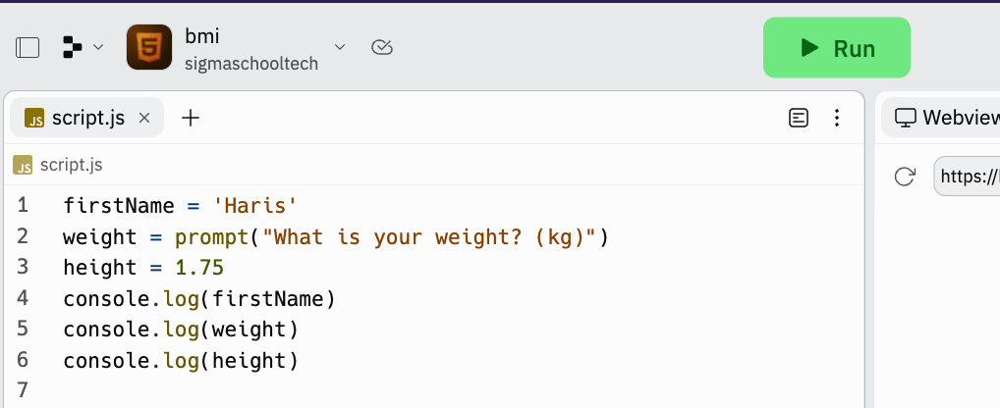 bmi
sigmaschooltech
Run
script.js
Webview
script.js
https://
1 firstName = 'Haris'
2 weight = prompt("What is your weight? (kg)")
3 height = 1.75
4 console.log(firstName)
5 console.log(weight)
6 console.log(height)
7